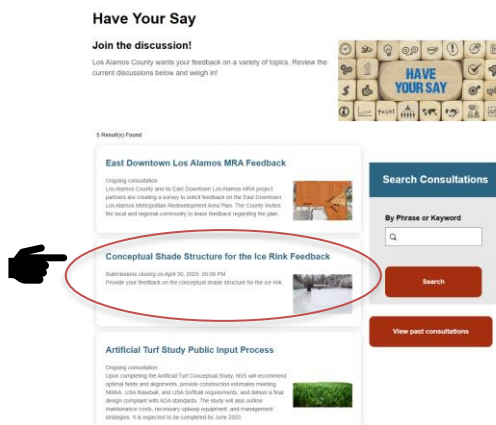 Have Your Say
Join the discussion!
Los Alamos County wants your feedback on a variety of topics. Review the
current discussions below and weigh in!
HAVE
YOUR SAY
5 Result(s) Found
East Downtown Los Alamos MRA Feedback
Ongoing consultation
Los Alamos County and its East Downtown Los Alamos MRA project
partners are creating a survey to solicit feedback on the East Downtown
Los Alamos Metropolitan Redevelopment Area Plan. The County invites
the local and regional community to leave feedback regarding the plan.
Search Consultations
By Phrase or Keyword
Search
View past consultations
Conceptual Shade Structure for the Ice Rink Feedback
Submissions closing on April 30, 2025, 05:00 PM
Provide your feedback on the conceptual shade structure for the ice rink.
Artificial Turf Study Public Input Process
Ongoing consultation
Upon completing the Artificial Turf Conceptual Study, NV5 will recommend
optimal fields and alignments, provide construction estimates meeting
NMAA, USA Baseball, and USA Softball requirements, and deliver a final
design compliant with ADA standards. The study will also outline
maintenance costs, necessary upkeep equipment, and management
strategies. It is expected to be completed by June 2025.